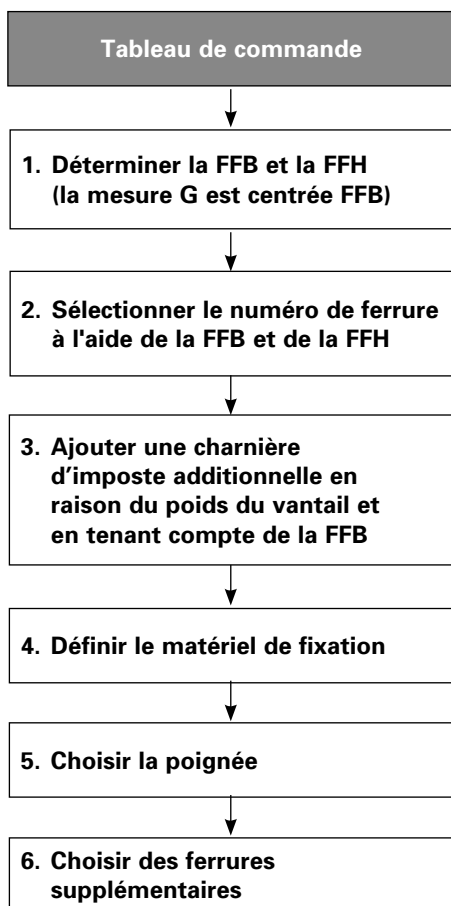 Tableau de commande
1. Déterminer la FFB et la FFH
(la mesure G est centrée FFB)
2. Sélectionner le numéro de ferrure
à l'aide de la FFB et de la FFH
3. Ajouter une charnière
d’imposte additionnelle en
raison du poids du vantail et
en tenant compte de la FFB
4. Définir le matériel de fixation
5. Choisir la poignée
6. Choisir des ferrures
supplémentaires